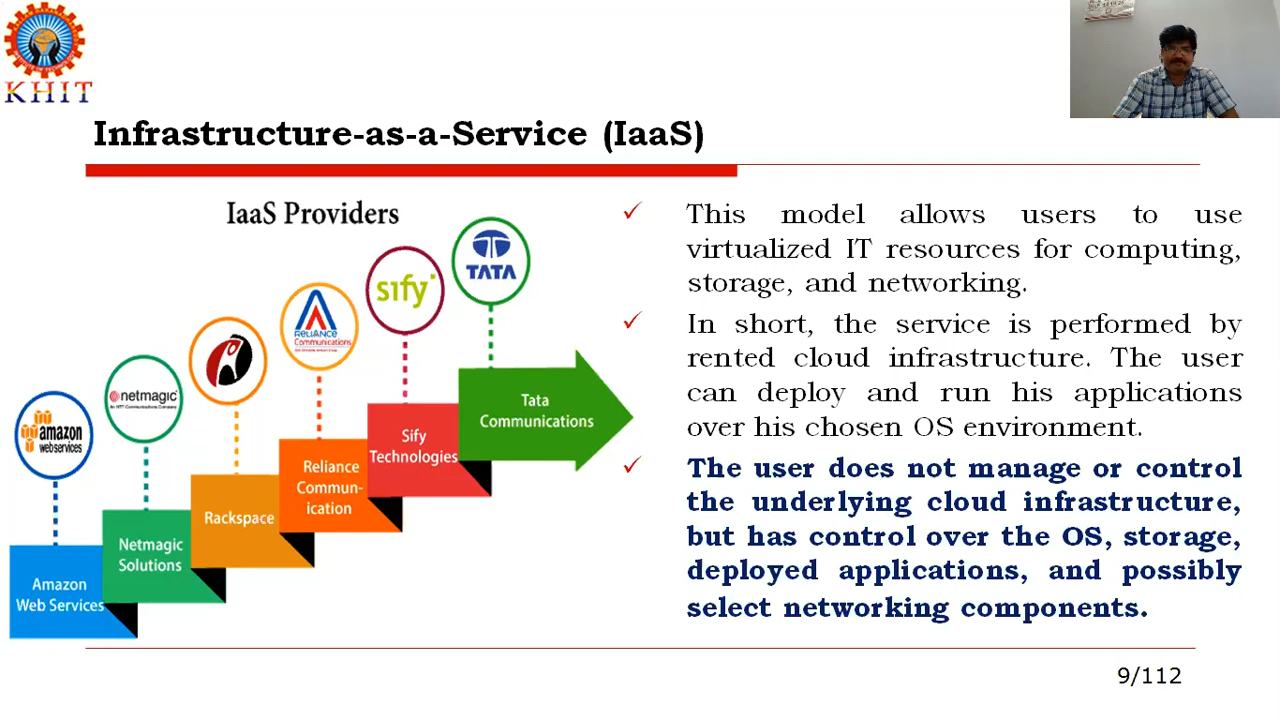 KHIT
Infrastructure-as-a-Service (IaaS)
IaaS Providers
amazon
webservices
netmagic
An NTT Communications Company
RELIANCE
Communications
sify
TATA
Amazon
Web Services
Netmagic
Solutions
Rackspace
Reliance
Commun-
ication
Sify
Technologies
Tata
Communications
✓ This model allows users to use
virtualized IT resources for computing,
storage, and networking.
✓ In short, the service is performed by
rented cloud infrastructure. The user
can deploy and run his applications
over his chosen OS environment.
✓ The user does not manage or control
the underlying cloud infrastructure,
but has control over the OS, storage,
deployed applications, and possibly
select networking components.
9/112